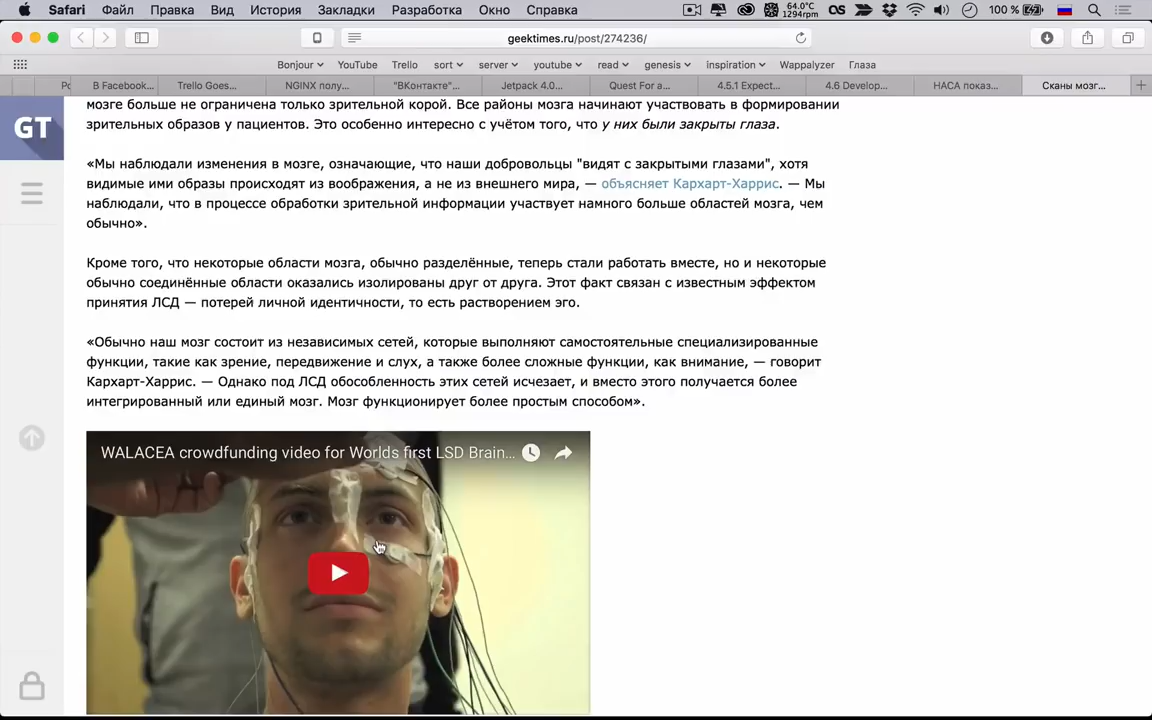 Safari Файл Правка Вид История Закладки Разработка Окно Справка 64.0°C 1294rpm 100 %
geektimes.ru/post/274236/
Bonjour YouTube Trello sort server youtube read genesis inspiration Wappalyzer Глаза
В Facebook... Trello Goes... NGINX полу... "ВКонтакте"... Jetpack 4.0... Quest For a... 4.5.1 Expect... 4.6 Develop... НАСА показ... Сканы мозг...
GT
мозге больше не ограничена только зрительной корой. Все районы мозга начинают участвовать в формировании
зрительных образов у пациентов. Это особенно интересно с учётом того, что у них были закрыты глаза.
«Мы наблюдали изменения в мозге, означающие, что наши добровольцы "видят с закрытыми глазами", хотя
видимые ими образы происходят из воображения, а не из внешнего мира, — объясняет Кархарт-Харрис. — Мы
наблюдали, что в процессе обработки зрительной информации участвует намного больше областей мозга, чем
обычно».
Кроме того, что некоторые области мозга, обычно разделённые, теперь стали работать вместе, но и некоторые
обычно соединённые области оказались изолированы друг от друга. Этот факт связан с известным эффектом
принятия ЛСД — потерей личной идентичности, то есть растворением эго.
«Обычно наш мозг состоит из независимых сетей, которые выполняют самостоятельные специализированные
функции, такие как зрение, передвижение и слух, а также более сложные функции, как внимание, — говорит
Кархарт-Харрис. — Однако под ЛСД обособленность этих сетей исчезает, и вместо этого получается более
интегрированный или единый мозг. Мозг функционирует более простым способом».
WALACEA crowdfunding video for Worlds first LSD Brain...